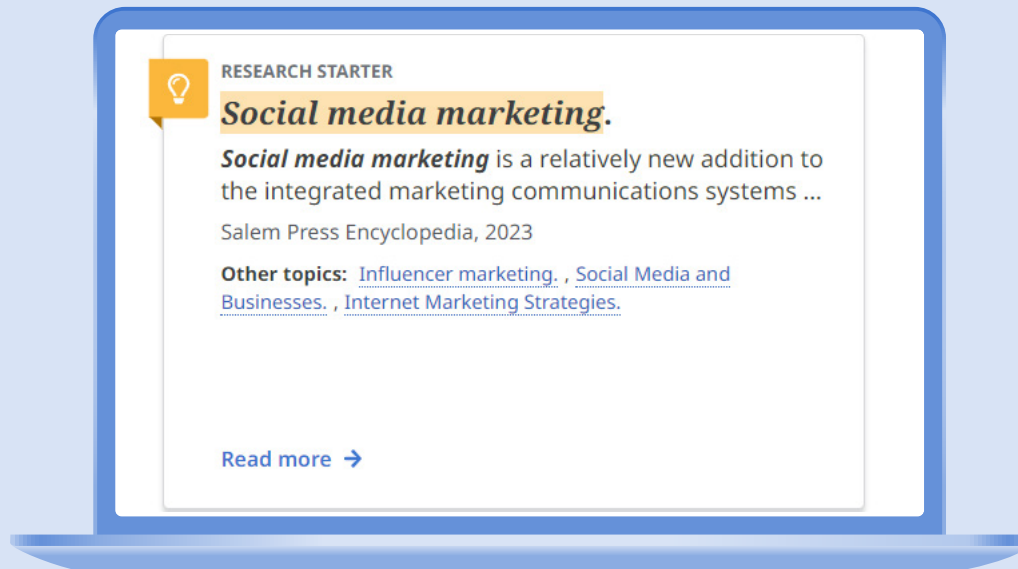 RESEARCH STARTER
Social media marketing.
Social media marketing is a relatively new addition to
the integrated marketing communications systems ...
Salem Press Encyclopedia, 2023
Other topics: Influencer marketing. , Social Media and
Businesses. , Internet Marketing Strategies.
Read more →